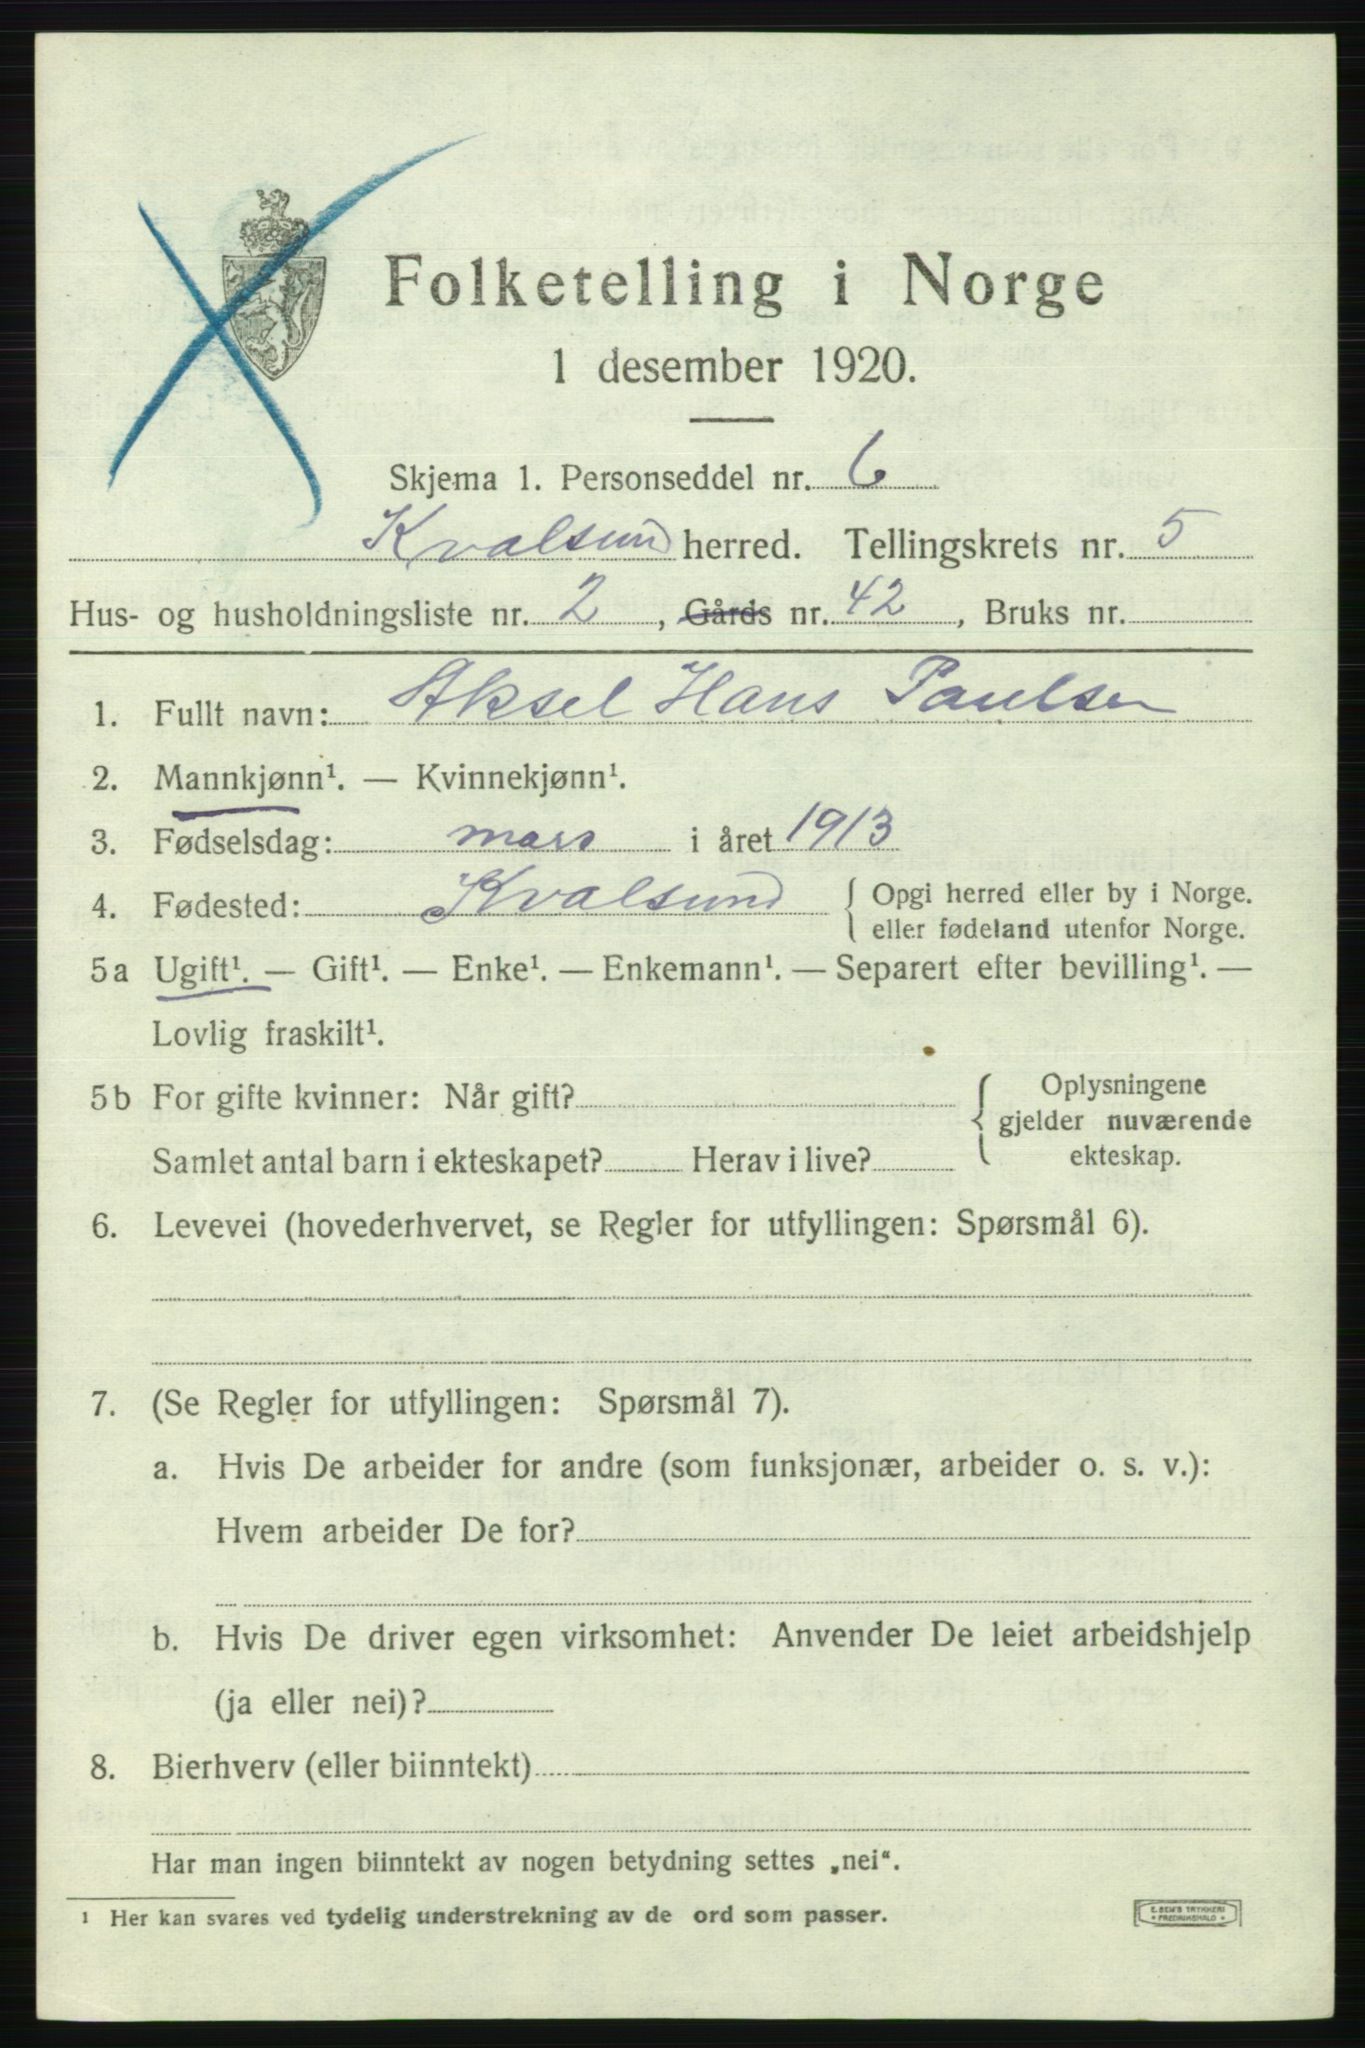 Folketelling i Norge
1 desember 1920.
Skjema 1. Personseddel nr. 6
Kvalsund herred. Tellingskrets nr. 5
Hus- og husholdningsliste nr. 2, Gårds nr. 42, Bruks nr.
1. Fullt navn: Aksel Hans Paulsen
2. Mannkjønn¹. — Kvinnekjønn¹.
3. Fødselsdag: mars i året 1913
4. Fødested: Kvalsund { Opgi herred eller by i Norge.
eller fødeland utenfor Norge.
5a Ugift¹. — Gift¹. — Enke¹. — Enkemann¹. — Separert efter bevilling¹. —
Lovlig fraskilt¹.
5b For gifte kvinner: Når gift? { Oplysningene
gjelder nuværende
Samlet antal barn i ekteskapet? Herav i live? ekteskap.
6. Levevei (hovederhvervet, se Regler for utfyllingen: Spørsmål 6).
7. (Se Regler for utfyllingen: Spørsmål 7).
a. Hvis De arbeider for andre (som funksjonær, arbeider o. s. v.):
Hvem arbeider De for?
b. Hvis De driver egen virksomhet: Anvender De leiet arbeidshjelp
(ja eller nei)?
8. Bierhverv (eller biinntekt)
Har man ingen biinntekt av nogen betydning settes „nei“.
¹ Her kan svares ved tydelig understrekning av de ord som passer.
E. SEM'S TRYKKERI
• FREDRIKSHALD •